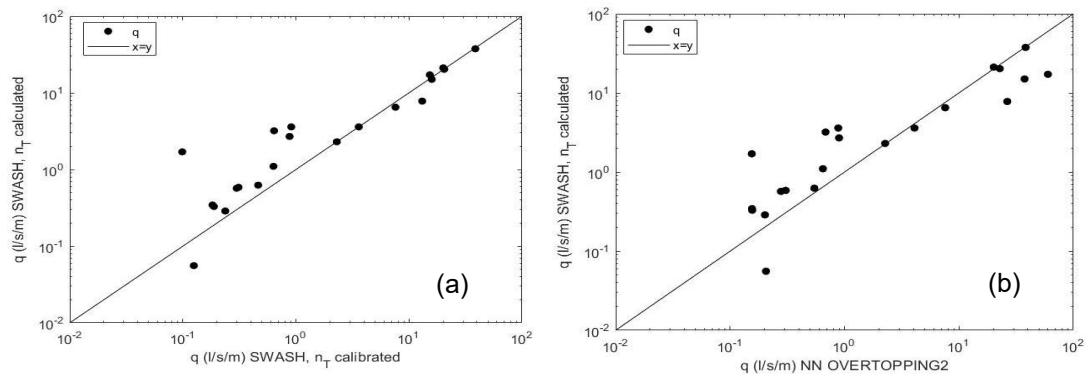 10^2
q
x=y
10^1
10^0
10^-1
10^-2
q (l/s/m) SWASH, n_T calculated
(a)
10^-2 10^-1 10^0 10^1 10^2
q (l/s/m) SWASH, n_T calibrated
10^2
q
x=y
10^1
10^0
10^-1
10^-2
q (l/s/m) SWASH, n_T calculated
(b)
10^-2 10^-1 10^0 10^1 10^2
q (l/s/m) NN OVERTOPPING2